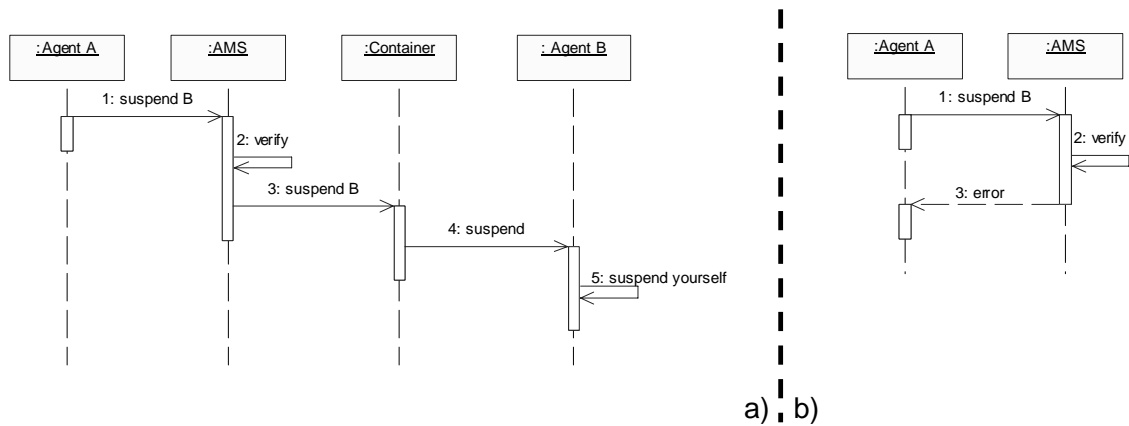 :Agent A
:AMS
:Container
: Agent B
1: suspend B
2: verify
3: suspend B
4: suspend
5: suspend yourself
a)
b)
:Agent A
:AMS
1: suspend B
2: verify
3: error